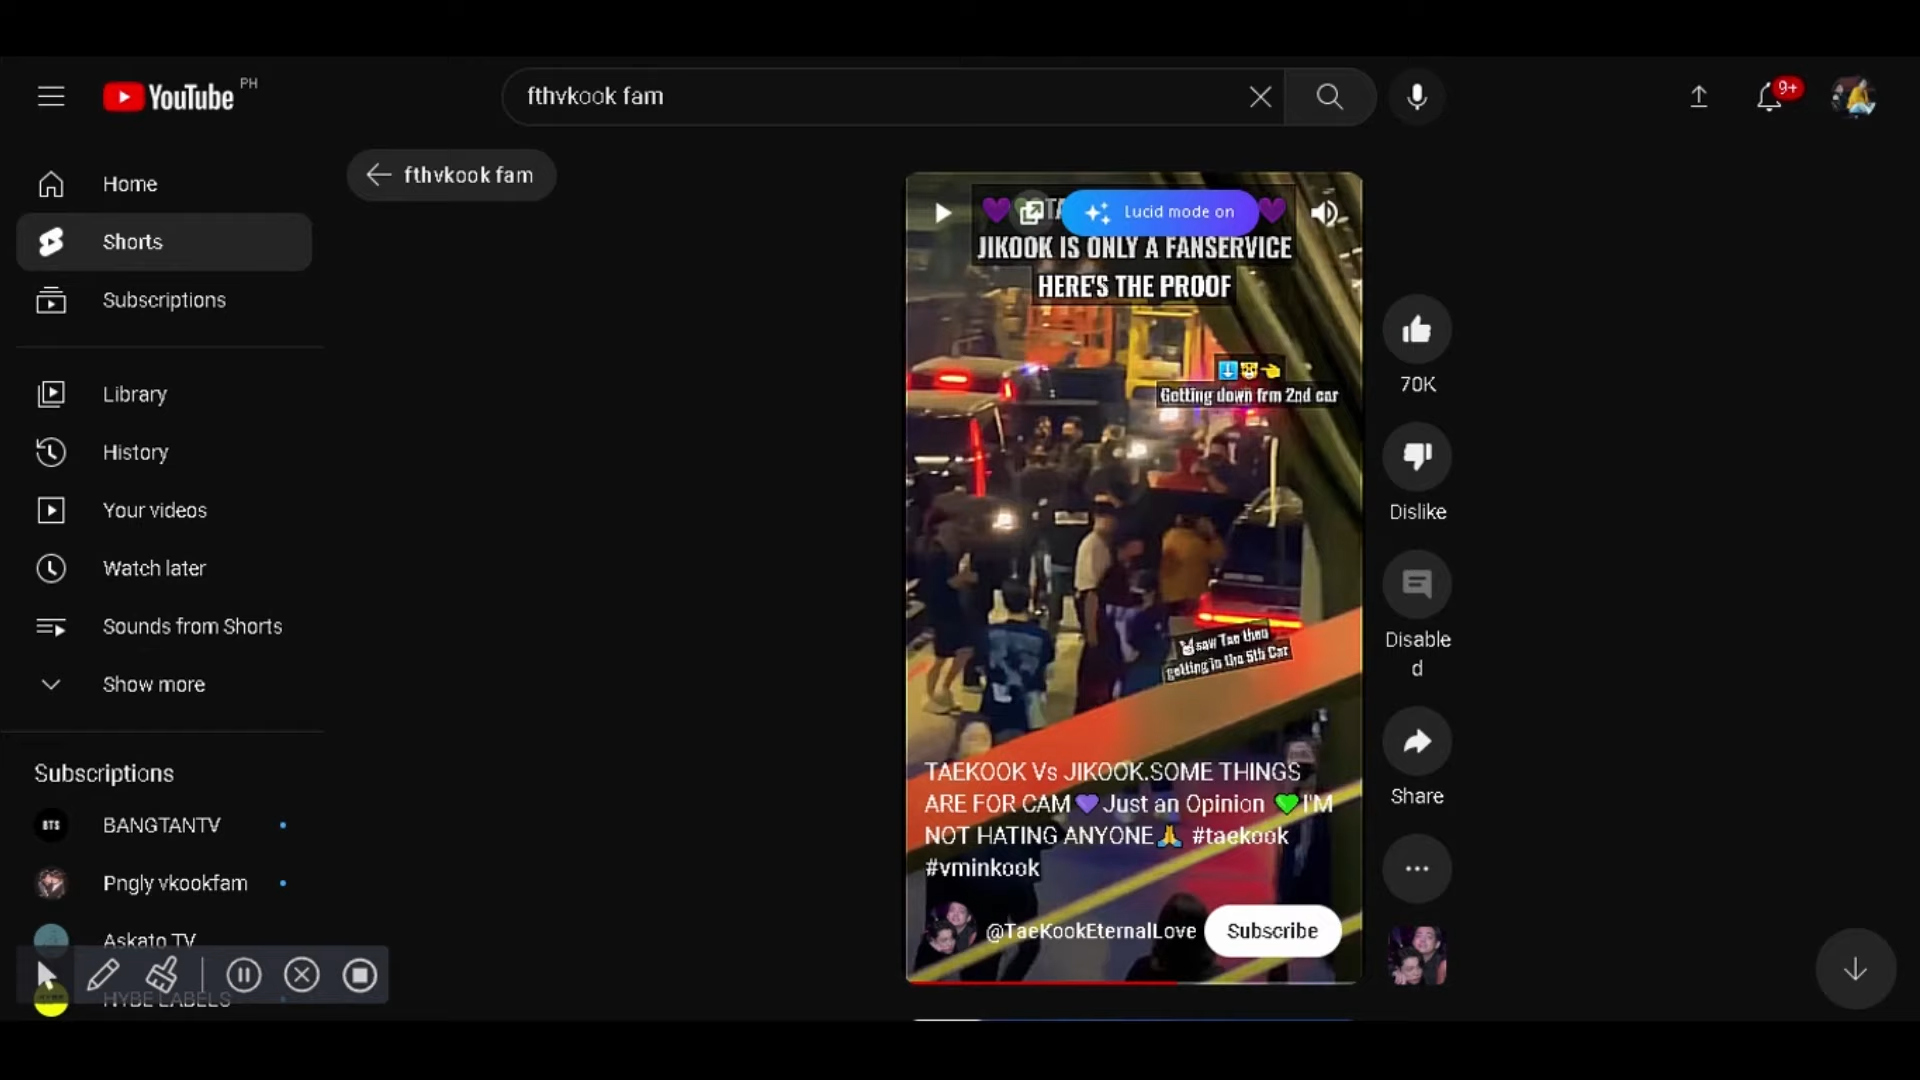 YouTube PH
fthvkook fam
9+
Home
Shorts
Subscriptions
Library
History
Your videos
Watch later
Sounds from Shorts
Show more
Subscriptions
BTS BANGTANTV
Pngly vkookfam
Askato TV
HYBE LABELS
fthvkook fam
Lucid mode on
JIKOOK IS ONLY A FANSERVICE
HERE'S THE PROOF
Getting down frm 2nd car
saw Tae then
getting in the 5th Car
TAEKOOK Vs JIKOOK.SOME THINGS
ARE FOR CAM💜Just an Opinion 💚I'M
NOT HATING ANYONE🙏 #taekook
#vminkook
@TaeKookEternalLove
Subscribe
70K
Dislike
Disable
d
Share